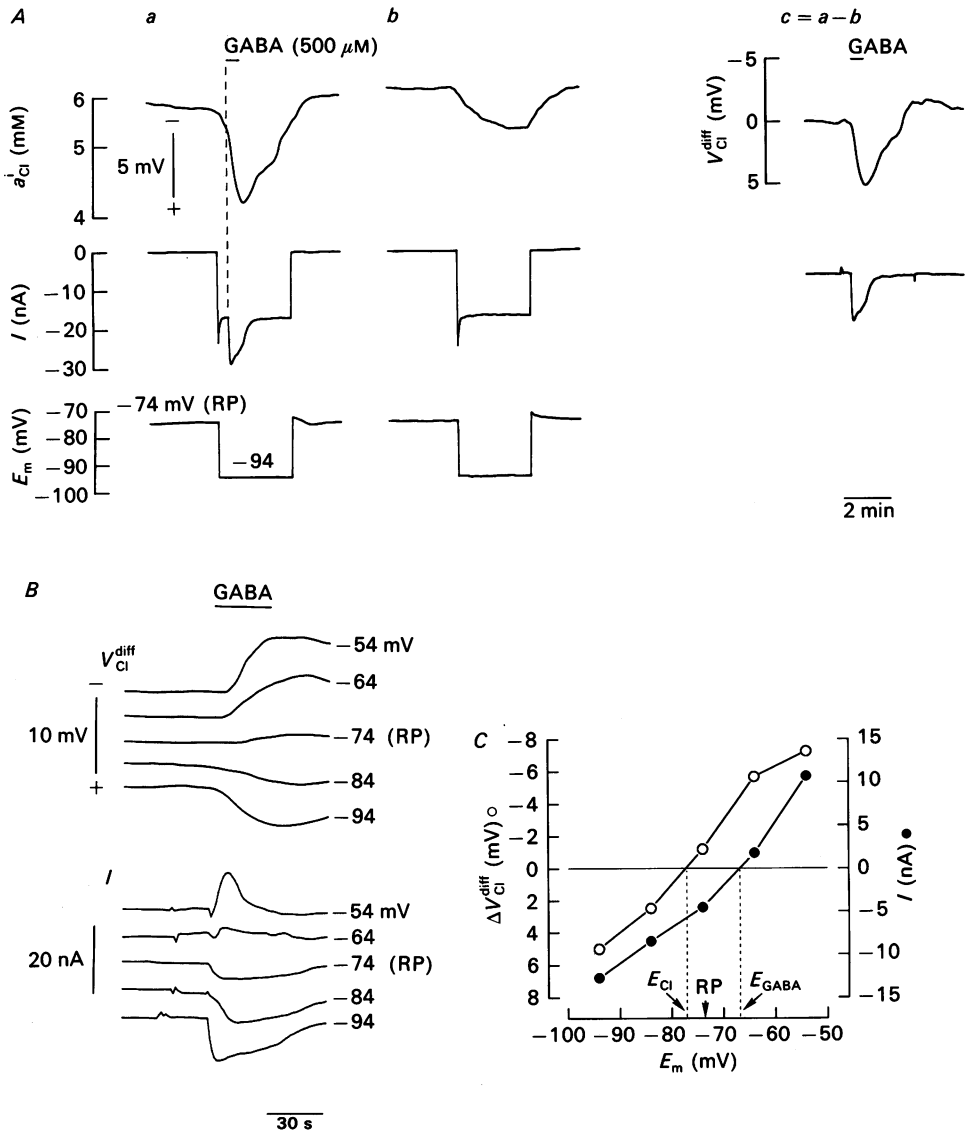 A
a
b
c = a – b
GABA (500 μM)
GABA
a^i_Cl (mM)
6
5
4
–
5 mV
+
V^diff_Cl (mV)
–5
0
5
I (nA)
0
–10
–20
–30
E_m (mV)
–70
–80
–90
–100
–74 mV (RP)
–94
2 min
B
GABA
V^diff_Cl
–
10 mV
+
–54 mV
–64
–74 (RP)
–84
–94
I
20 nA
–54 mV
–64
–74 (RP)
–84
–94
30 s
C
ΔV^diff_Cl (mV) ○
–8
–6
–4
–2
0
2
4
6
8
I (nA) ●
15
10
5
0
–5
–10
–15
E_Cl
RP
E_GABA
–100 –90 –80 –70 –60 –50
E_m (mV)